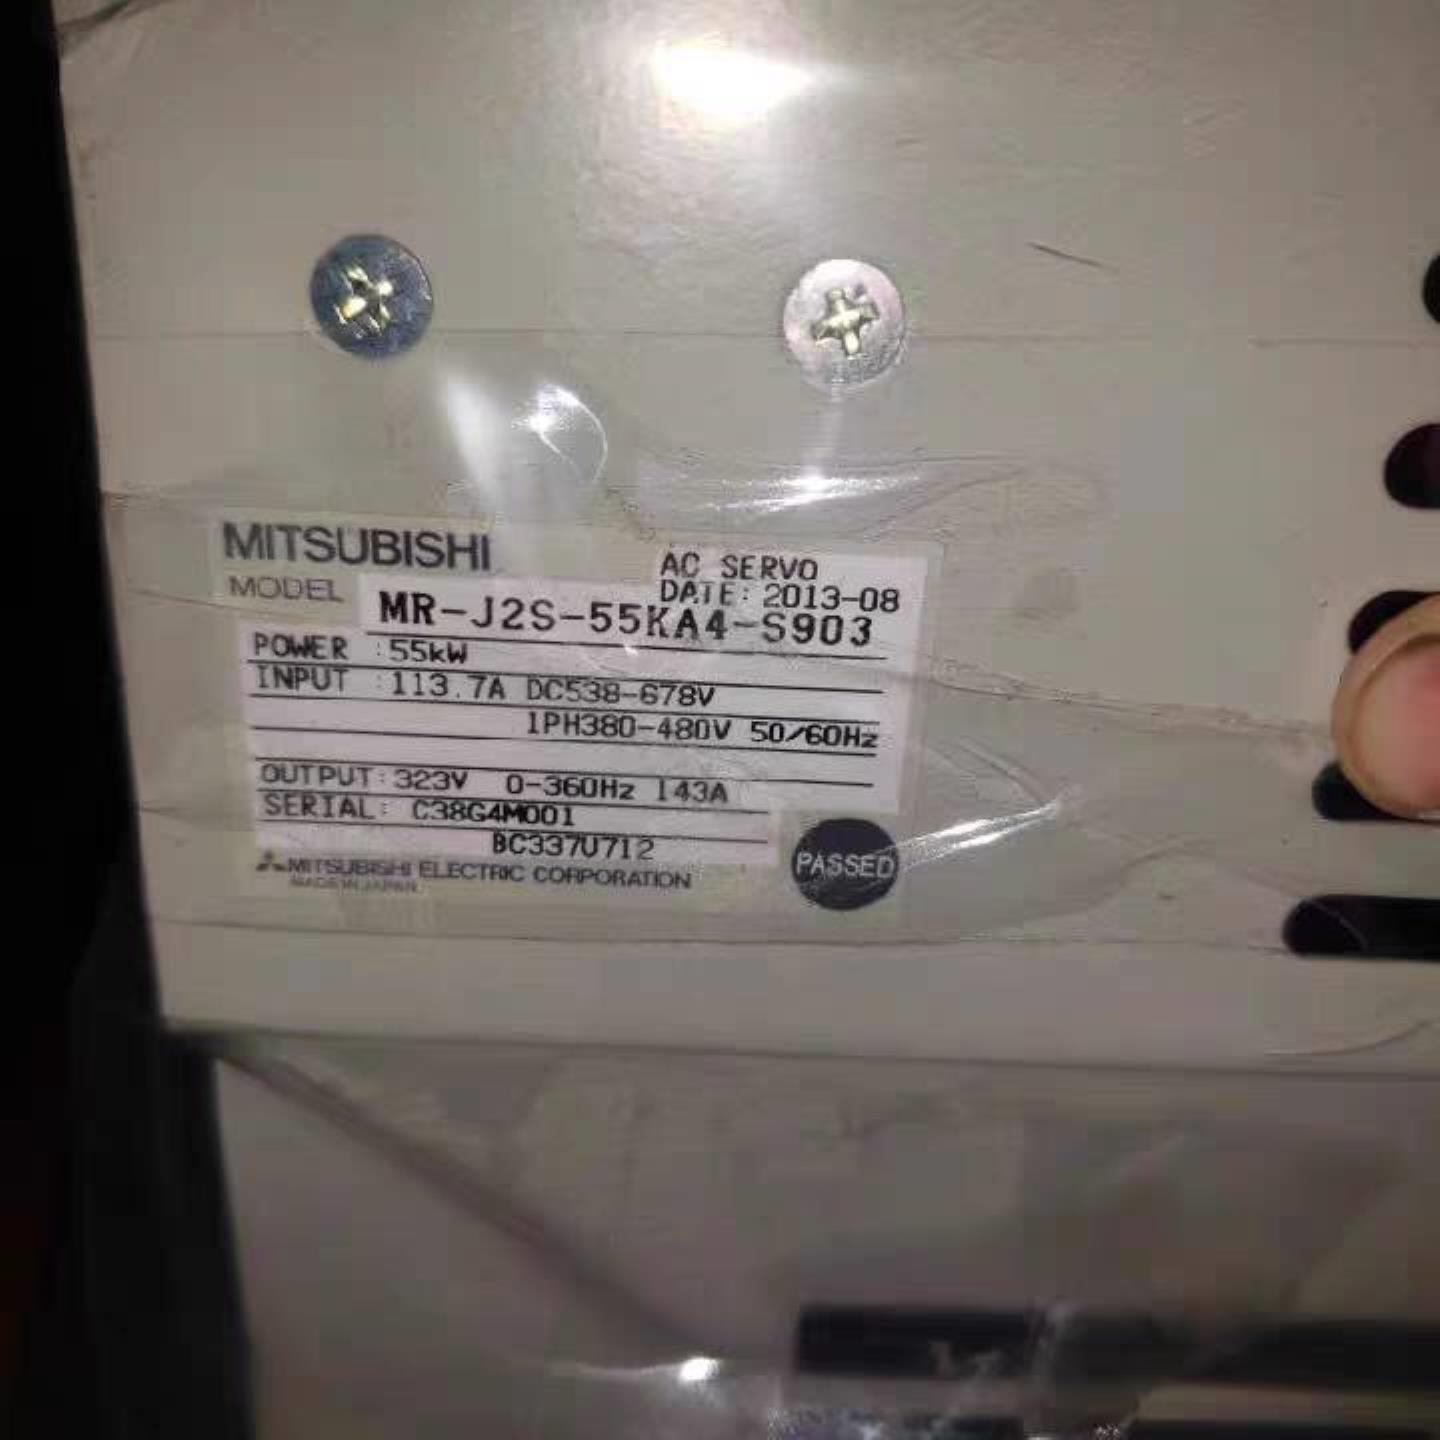 MITSUBISHI
AC SERVO
MODEL
DATE: 2013-08
MR-J2S-55KA4-S903
POWER :55kW
INPUT :113.7A DC538-678V
1PH380-480V 50/60Hz
OUTPUT:323V 0-360Hz 143A
SERIAL: C38G4M001
BC337U712
MITSUBISHI ELECTRIC CORPORATION
MADE IN JAPAN
PASSED